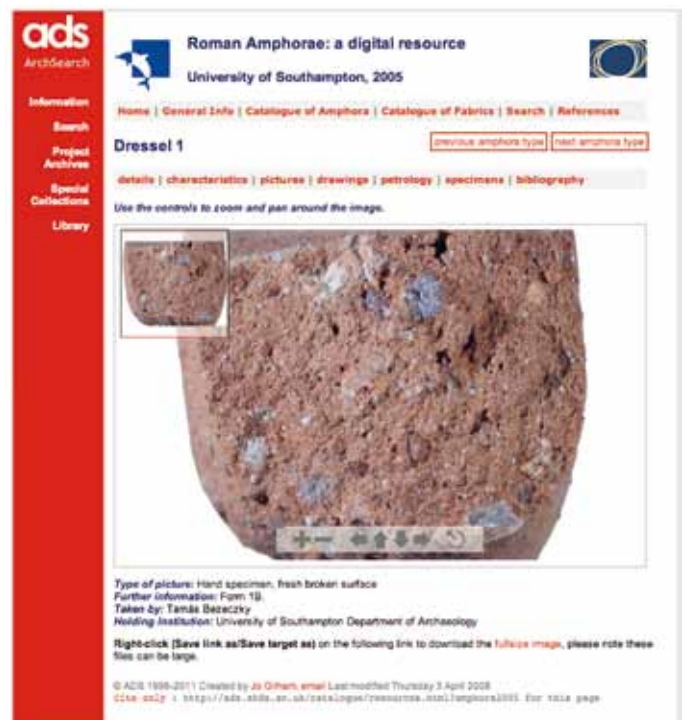 ads
ArchSearch
Information
Search
Project
Archives
Special
Collections
Library
Roman Amphorae: a digital resource
University of Southampton, 2005
Home | General Info | Catalogue of Amphora | Catalogue of Fabrics | Search | References
Dressel 1
previous amphora type next amphora type
details | characteristics | pictures | drawings | petrology | specimens | bibliography
Use the controls to zoom and pan around the image.
Type of picture: Hand specimen, fresh broken surface
Further information: Form 1B.
Taken by: Tamás Bezeczky
Holding Institution: University of Southampton Department of Archaeology
Right-click (Save link as/Save target as) on the following link to download the fullsize image, please note these
files can be large.
© ADS 1996-2011 Created by Jo Gilham, email Last modified Thursday 3 April 2008
Cite only : http://ads.ahds.ac.uk/catalogue/resources.html?amphora2005 for this page